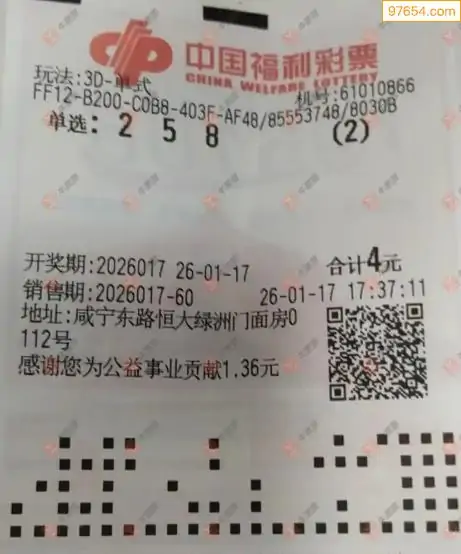 97654.com
中国福利彩票
CHINA WELFARE LOTTERY
玩法:3D-单式 机号:61010866
FF12-B200-C0B8-403F-AF48/85553748/8030B
单选: 2 5 8 (2)
开奖期:2026017 26-01-17 合计4元
销售期:2026017-60 26-01-17 17:37:11
地址:咸宁东路恒大绿洲门面房0
112号
感谢您为公益事业贡献1.36元